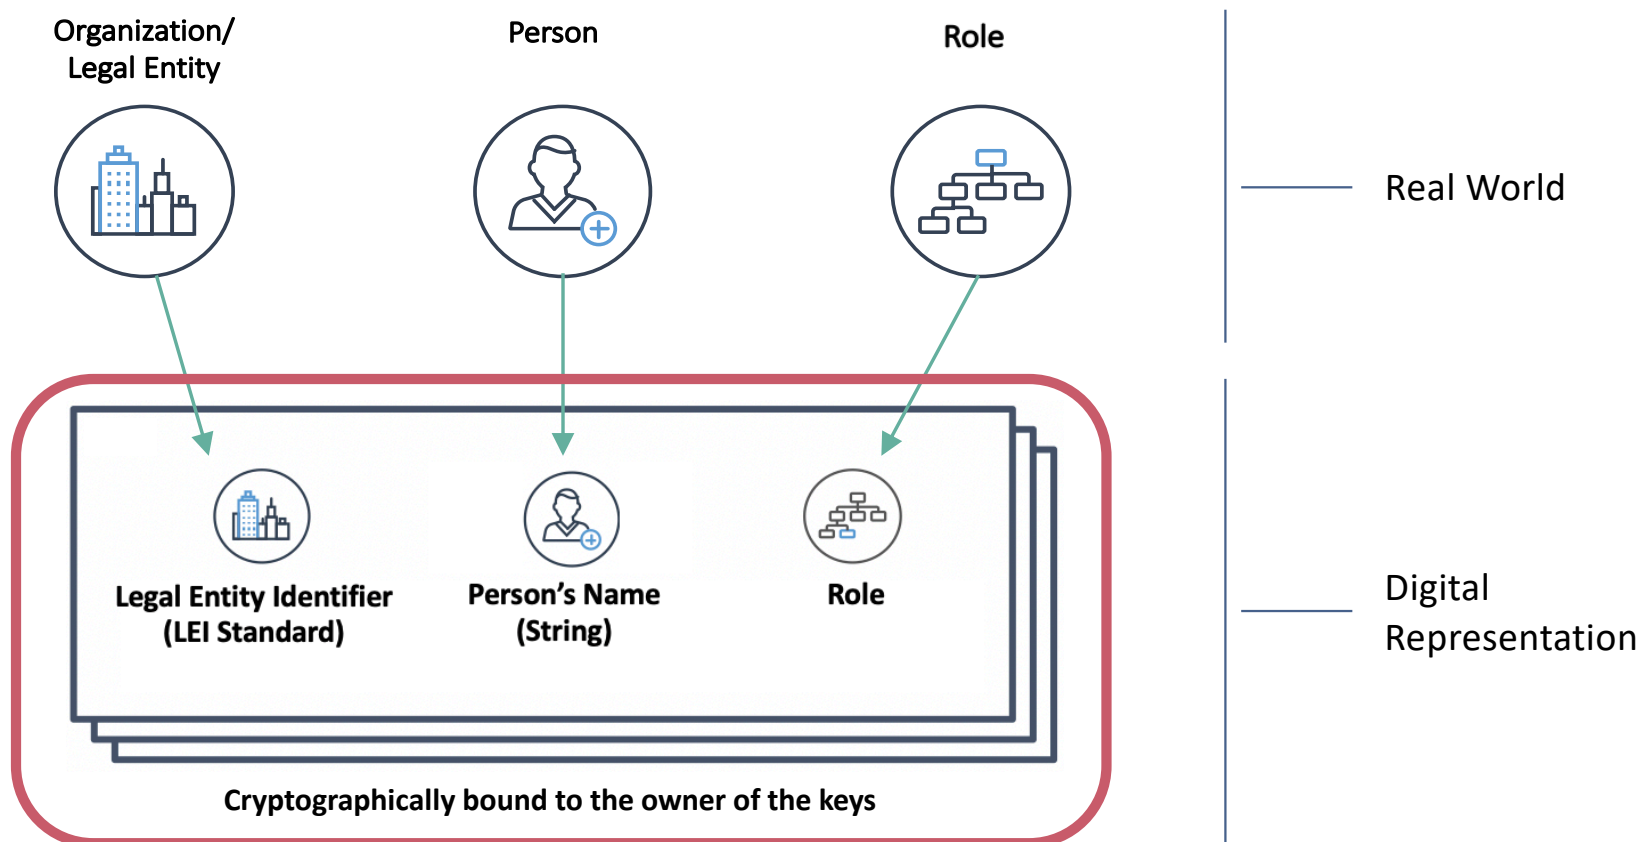 Organization/
Legal Entity
Person
Role
Real World
Legal Entity Identifier
(LEI Standard)
Person's Name
(String)
Role
Digital
Representation
Cryptographically bound to the owner of the keys